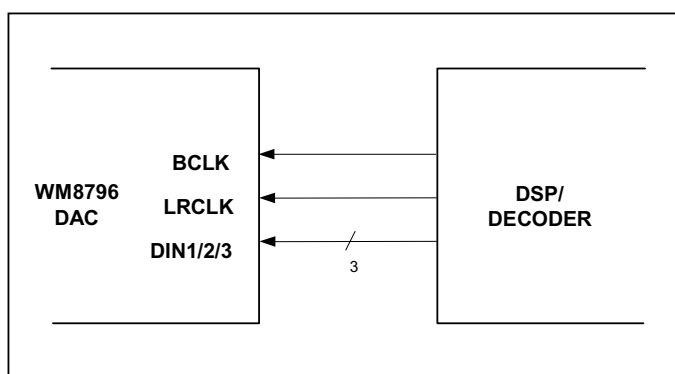 BCLK
WM8796
DAC
LRCLK
DIN1/2/3
3
DSP/
DECODER